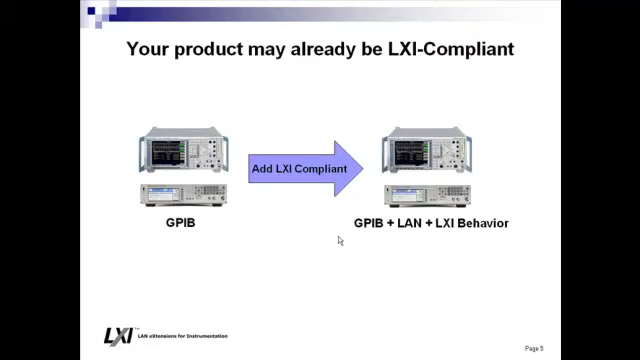 Your product may already be LXI-Compliant
Add LXI Compliant
GPIB
GPIB + LAN + LXI Behavior
LXI
LAN eXtensions for Instrumentation
Page 5